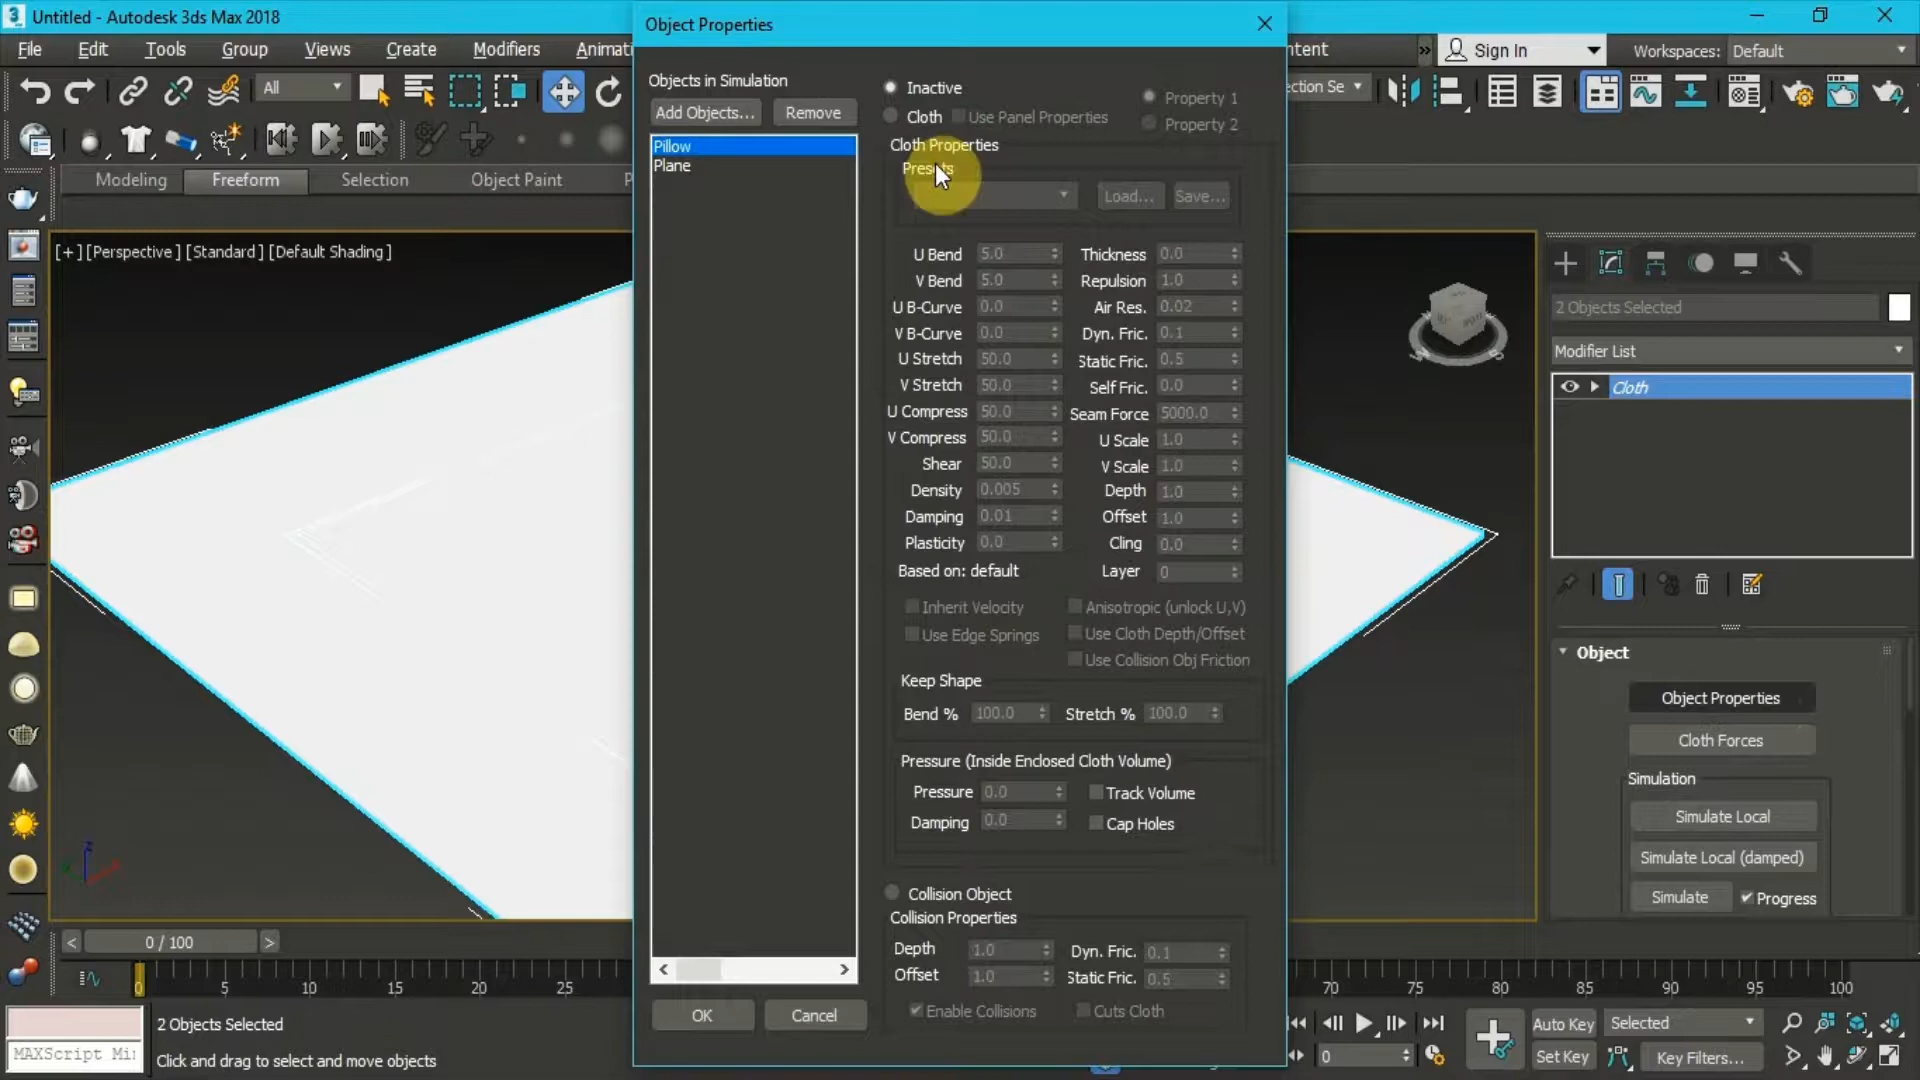 Untitled - Autodesk 3ds Max 2018
File Edit Tools Group Views Create Modifiers Animati
ntent
Sign In
Workspaces: Default
All
ction Se
Modeling Freeform Selection Object Paint P
[+] [Perspective] [Standard] [Default Shading]
Object Properties
Objects in Simulation
Add Objects... Remove
Pillow
Plane
OK Cancel
Inactive
Cloth Use Panel Properties
Property 1
Property 2
Cloth Properties
Presets
Load... Save...
U Bend 5.0 Thickness 0.0
V Bend 5.0 Repulsion 1.0
U B-Curve 0.0 Air Res. 0.02
V B-Curve 0.0 Dyn. Fric. 0.1
U Stretch 50.0 Static Fric. 0.5
V Stretch 50.0 Self Fric. 0.0
U Compress 50.0 Seam Force 5000.0
V Compress 50.0 U Scale 1.0
Shear 50.0 V Scale 1.0
Density 0.005 Depth 1.0
Damping 0.01 Offset 1.0
Plasticity 0.0 Cling 0.0
Based on: default Layer 0
Inherit Velocity Anisotropic (unlock U,V)
Use Edge Springs Use Cloth Depth/Offset
Use Collision Obj Friction
Keep Shape
Bend % 100.0 Stretch % 100.0
Pressure (Inside Enclosed Cloth Volume)
Pressure 0.0 Track Volume
Damping 0.0 Cap Holes
Collision Object
Collision Properties
Depth 1.0 Dyn. Fric. 0.1
Offset 1.0 Static Fric. 0.5
Enable Collisions Cuts Cloth
2 Objects Selected
Modifier List
Cloth
Object
Object Properties
Cloth Forces
Simulation
Simulate Local
Simulate Local (damped)
Simulate Progress
< 0 / 100 >
0 5 10 15 20 25 70 75 80 85 90 95 100
2 Objects Selected
MAXScript Mi
Click and drag to select and move objects
0
Auto Key Selected
Set Key Key Filters...